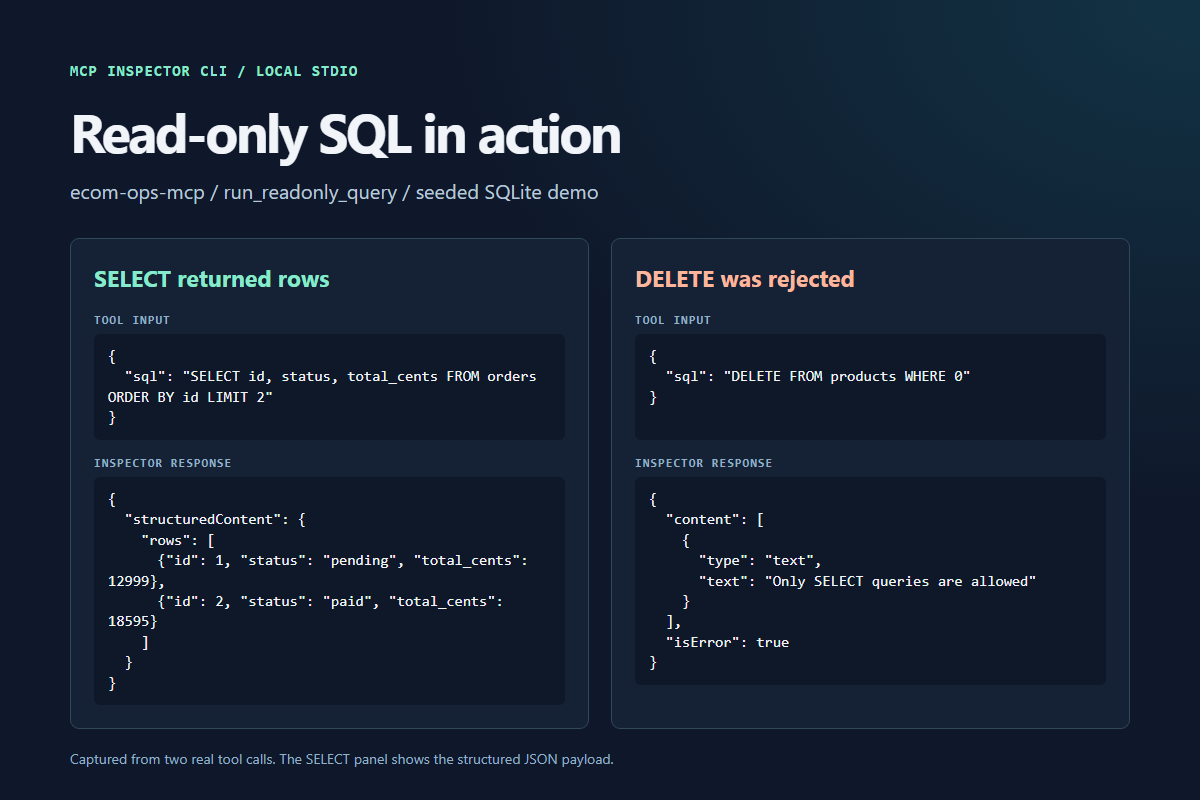 MCP INSPECTOR CLI / LOCAL STDIO
Read-only SQL in action
ecom-ops-mcp / run_readonly_query / seeded SQLite demo
SELECT returned rows
TOOL INPUT
{
  "sql": "SELECT id, status, total_cents FROM orders
ORDER BY id LIMIT 2"
}
INSPECTOR RESPONSE
{
  "structuredContent": {
    "rows": [
      {"id": 1, "status": "pending", "total_cents":
12999},
      {"id": 2, "status": "paid", "total_cents":
18595}
    ]
  }
}
DELETE was rejected
TOOL INPUT
{
  "sql": "DELETE FROM products WHERE 0"
}
INSPECTOR RESPONSE
{
  "content": [
    {
      "type": "text",
      "text": "Only SELECT queries are allowed"
    }
  ],
  "isError": true
}
Captured from two real tool calls. The SELECT panel shows the structured JSON payload.